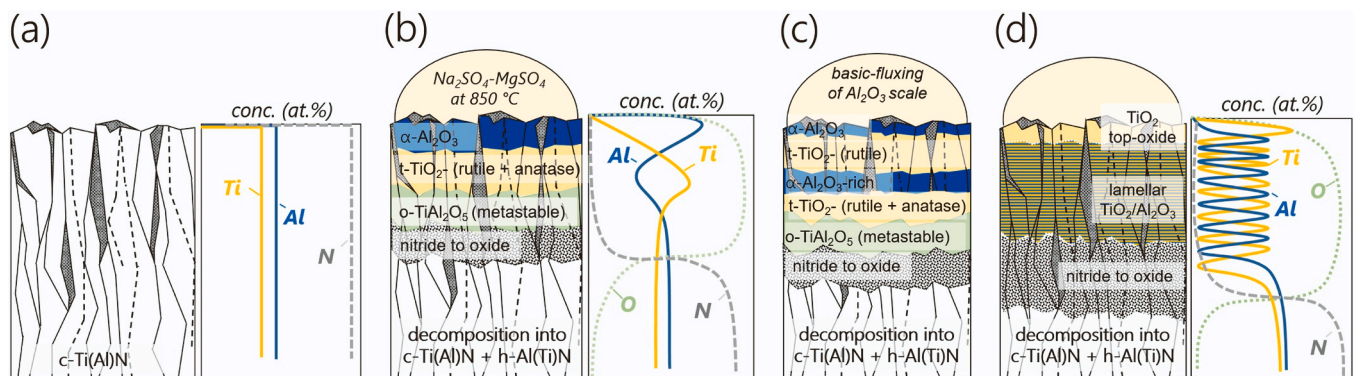 (a)
conc. (at.%)
Ti
Al
N
c-Ti(Al)N
(b)
Na2SO4-MgSO4
at 850 °C
α-Al2O3
t-TiO2- (rutile + anatase)
o-TiAl2O5 (metastable)
nitride to oxide
decomposition into
c-Ti(Al)N + h-Al(Ti)N
conc. (at.%)
Al
Ti
O
N
(c)
basic-fluxing
of Al2O3 scale
α-Al2O3
t-TiO2- (rutile)
α-Al2O3-rich
t-TiO2- (rutile + anatase)
o-TiAl2O5 (metastable)
nitride to oxide
decomposition into
c-Ti(Al)N + h-Al(Ti)N
(d)
TiO2
top-oxide
lamellar
TiO2/Al2O3
nitride to oxide
decomposition into
c-Ti(Al)N + h-Al(Ti)N
conc. (at.%)
Ti
O
Al
N